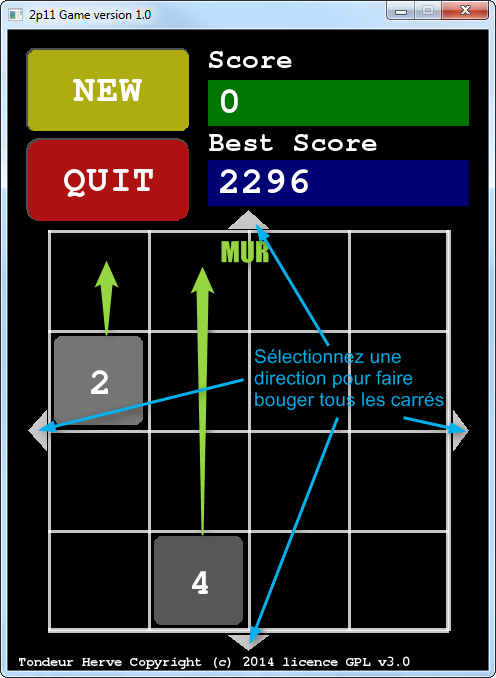 2p11 Game version 1.0
NEW
Score
0
QUIT
Best Score
2296
MUR
2
Sélectionnez une
direction pour faire
bouger tous les carrés
4
Tondeur Herve Copyright (c) 2014 licence GPL v3.0